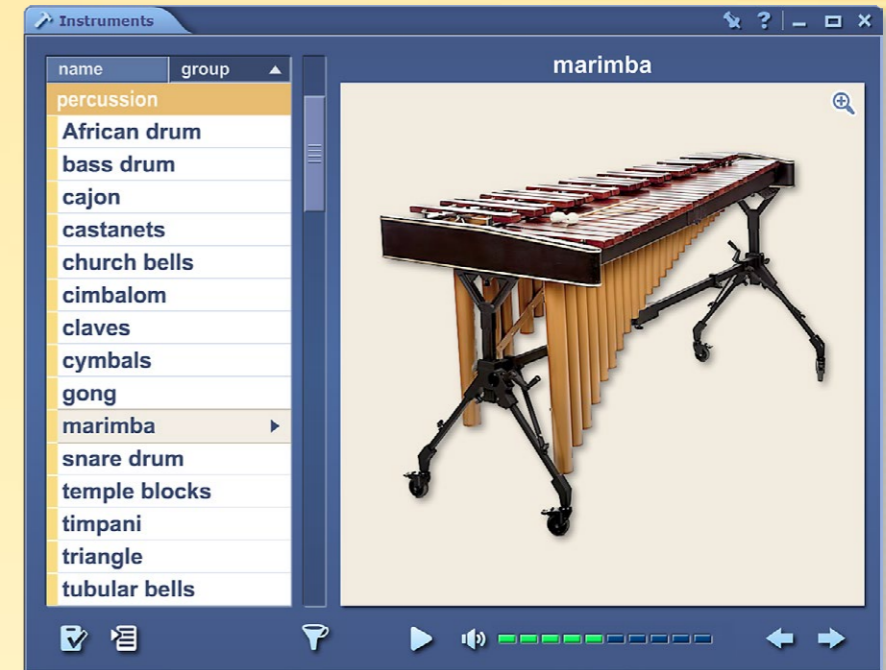 Instruments
?
name group
marimba
percussion
African drum
bass drum
cajon
castanets
church bells
cimbalom
claves
cymbals
gong
marimba
snare drum
temple blocks
timpani
triangle
tubular bells